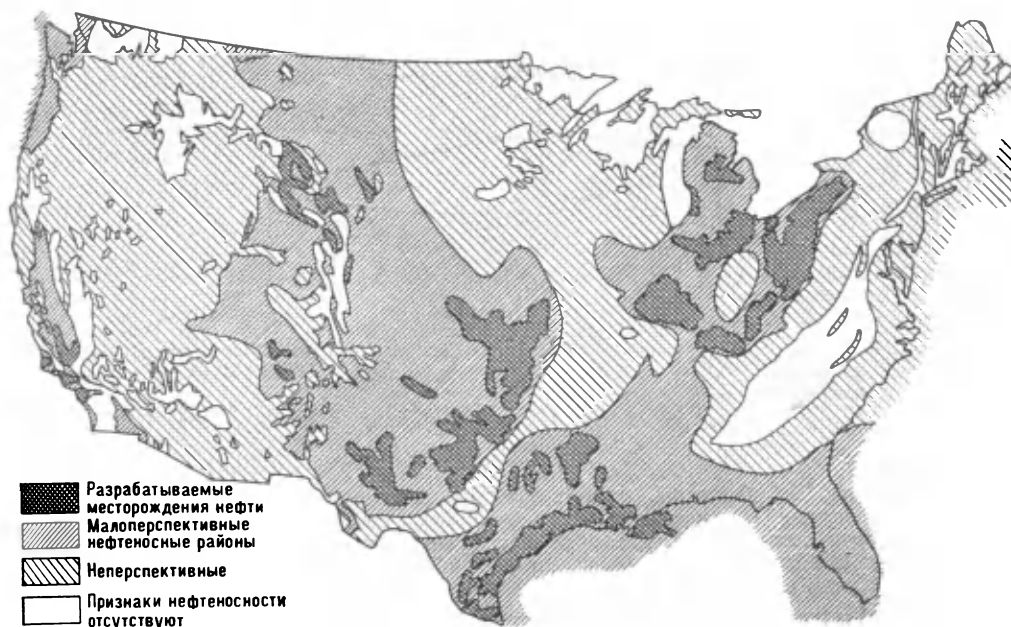 Разрабатываемые
месторождения нефти
Малоперспективные
нефтеносные районы
Неперспективные
Признаки нефтеносности
отсутствуют